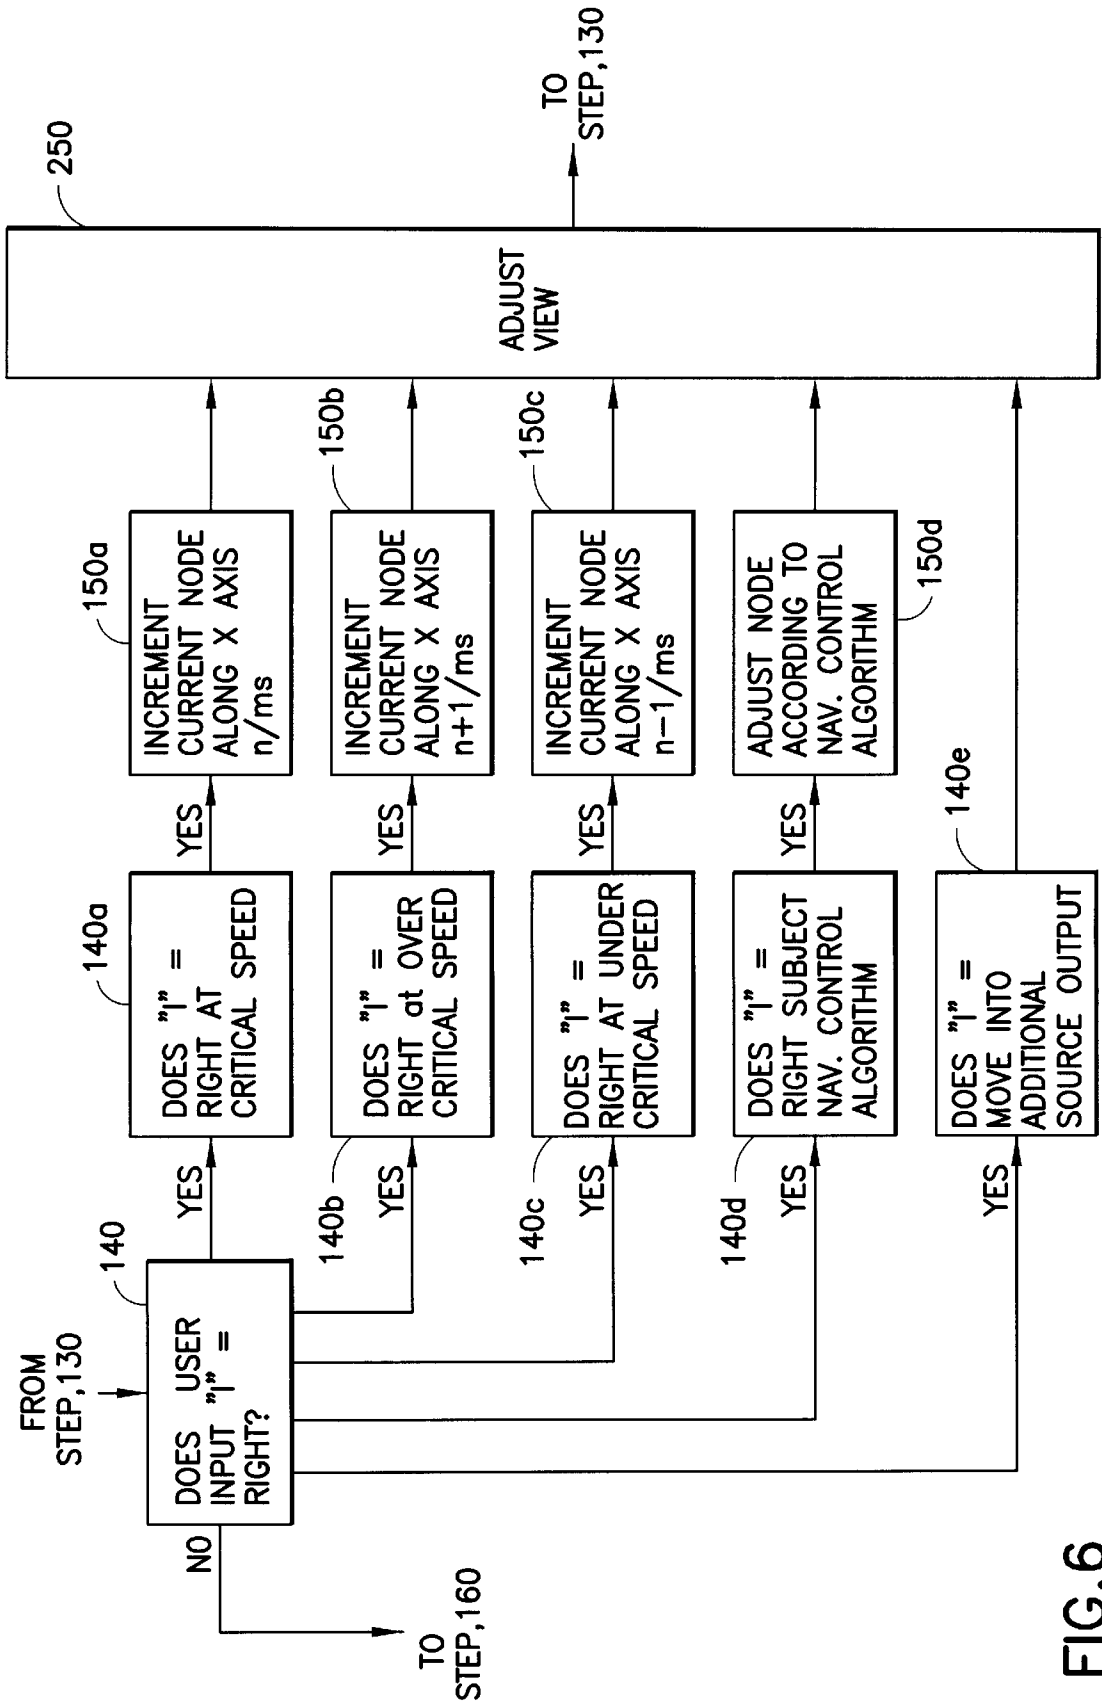 FROM
STEP,130
140
DOES USER
INPUT "I" =
RIGHT?
NO
TO
STEP,160
YES
140a
DOES "I" =
RIGHT AT
CRITICAL SPEED
YES
150a
INCREMENT
CURRENT NODE
ALONG X AXIS
n/ms
YES
140b
DOES "I" =
RIGHT at OVER
CRITICAL SPEED
YES
150b
INCREMENT
CURRENT NODE
ALONG X AXIS
n+1/ms
YES
140c
DOES "I" =
RIGHT AT UNDER
CRITICAL SPEED
YES
150c
INCREMENT
CURRENT NODE
ALONG X AXIS
n−1/ms
YES
140d
DOES "I" =
RIGHT SUBJECT
NAV. CONTROL
ALGORITHM
YES
150d
ADJUST NODE
ACCORDING TO
NAV. CONTROL
ALGORITHM
YES
140e
DOES "I" =
MOVE INTO
ADDITIONAL
SOURCE OUTPUT
250
ADJUST
VIEW
TO
STEP,130
FIG.6